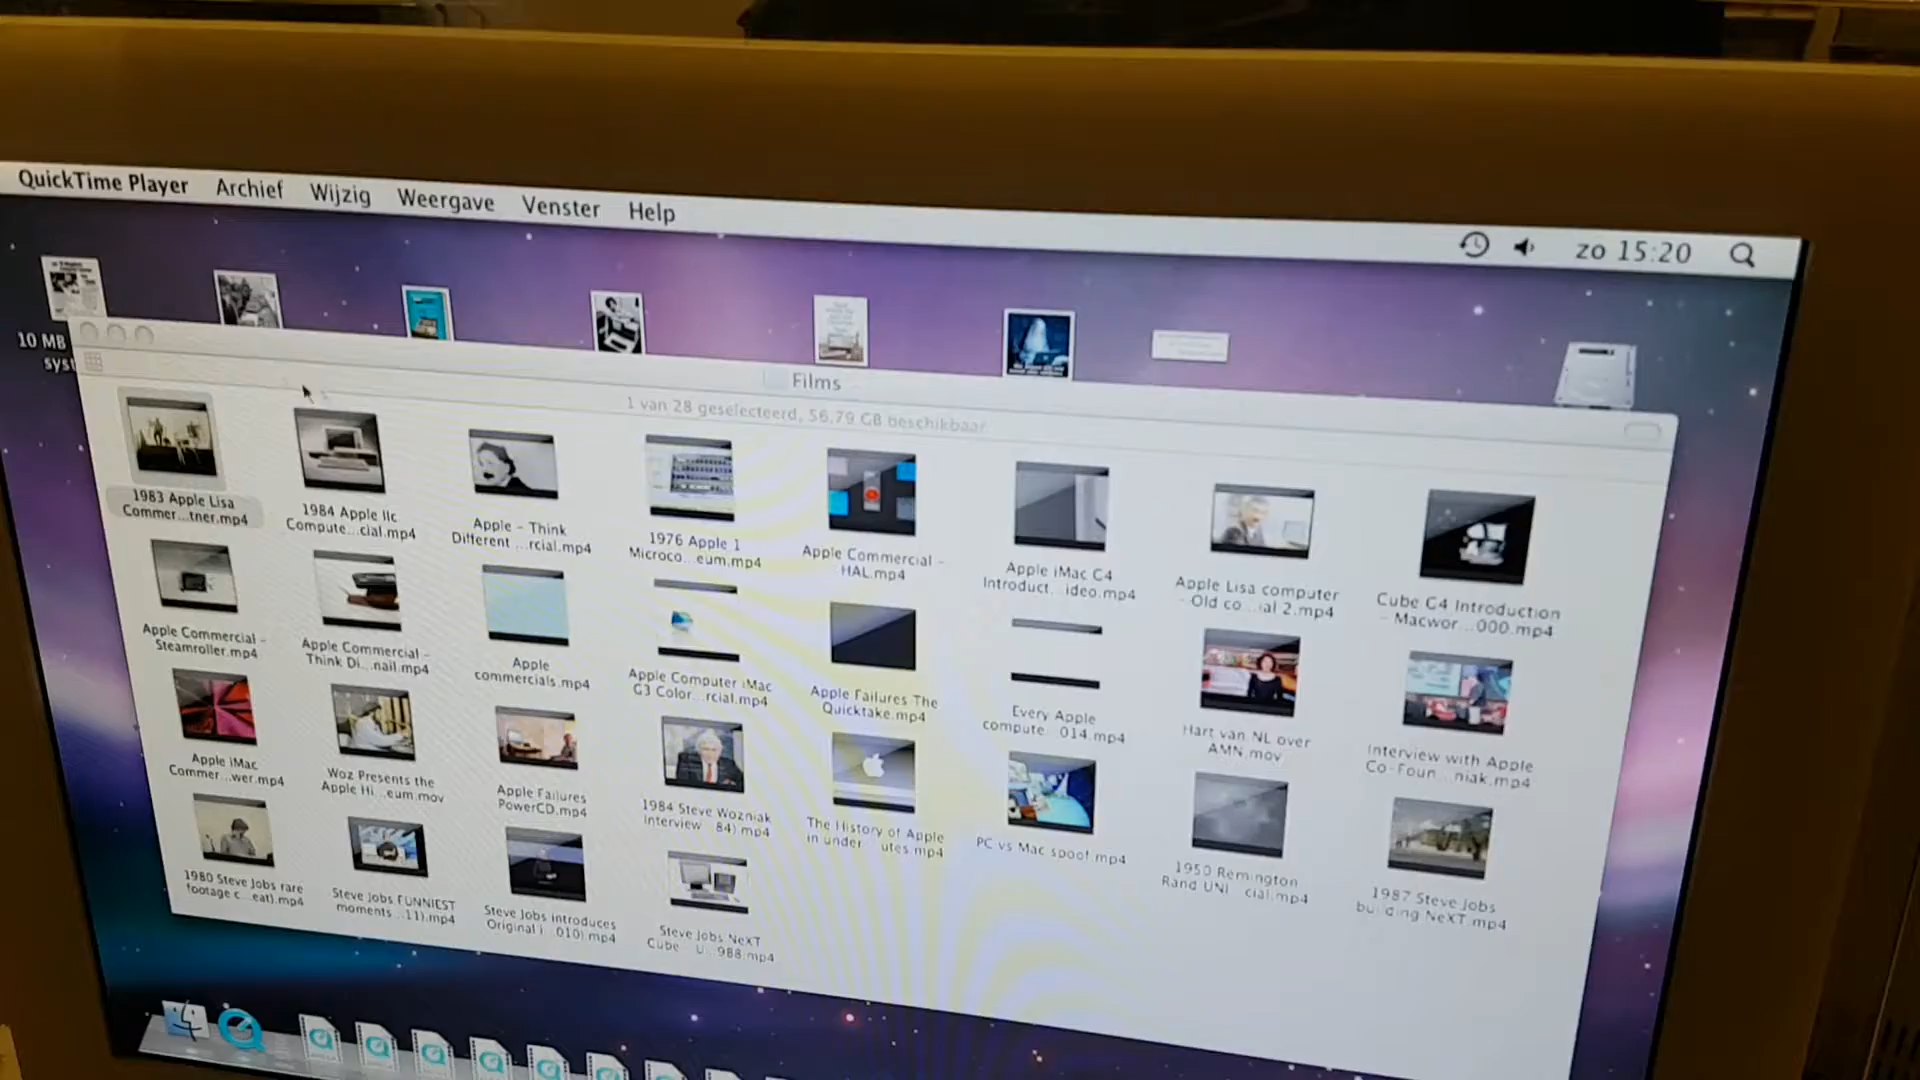 QuickTime Player Archief Wijzig Weergave Venster Help
zo 15:20
10 MB
syst
Films
1 van 28 geselecteerd, 56,79 GB beschikbaar
1983 Apple Lisa
Commer...tner.mp4
1984 Apple IIc
Compute...cial.mp4
Apple - Think
Different ...rcial.mp4
1976 Apple 1
Microco...eum.mp4
Apple Commercial -
HAL.mp4
Apple iMac G4
Introduct...ideo.mp4
Apple Lisa computer
- Old co...ial 2.mp4
Cube G4 Introduction
- Macwor...000.mp4
Apple Commercial -
Steamroller.mp4
Apple Commercial -
Think Di...nail.mp4
Apple
commercials.mp4
Apple Computer iMac
G3 Color...rcial.mp4
Apple Failures The
Quicktake.mp4
Every Apple
compute...014.mp4
Hart van NL over
AMN.mov
Interview with Apple
Co-Foun...niak.mp4
Apple iMac
Commer...wer.mp4
Woz Presents the
Apple Hi...eum.mov
Apple Failures
PowerCD.mp4
1984 Steve Wozniak
Interview...84).mp4
The History of Apple
in under...utes.mp4
PC vs Mac spoof.mp4
1950 Remington
Rand UNI...cial.mp4
1987 Steve Jobs
building NeXT.mp4
1980 Steve Jobs rare
footage c...eat).mp4
Steve Jobs FUNNIEST
moments...11).mp4
Steve Jobs introduces
Original i...010).mp4
Steve Jobs NeXT
Cube - U...988.mp4